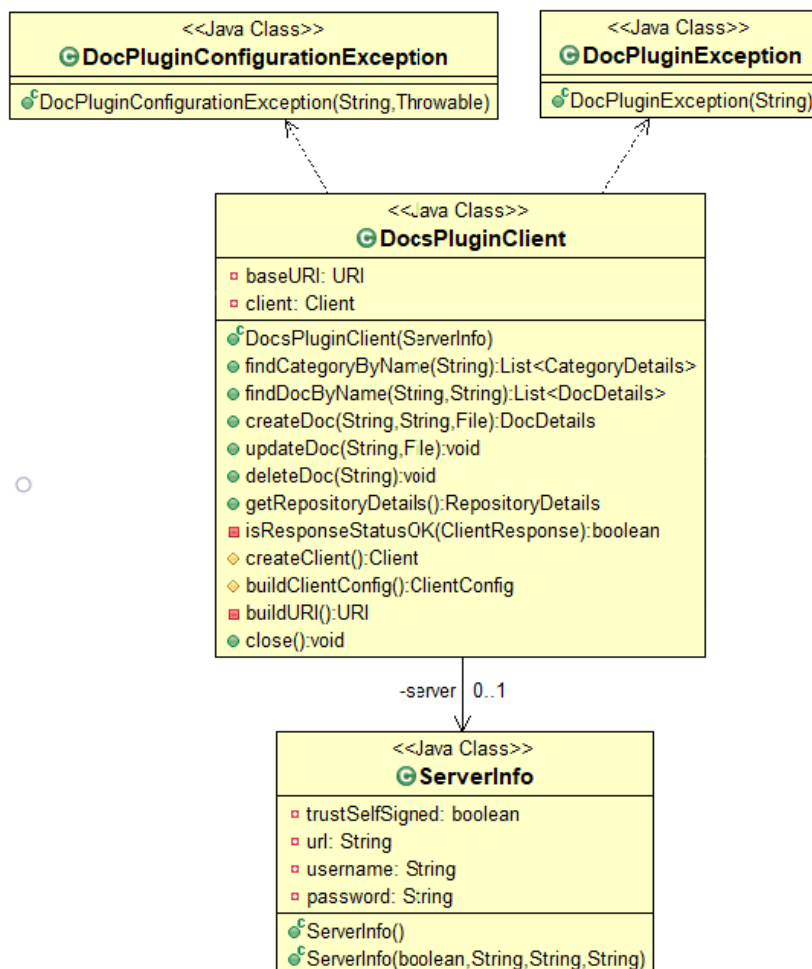 <<Java Class>>
DocPluginConfigurationException
DocPluginConfigurationException(String,Throwable)
<<Java Class>>
DocPluginException
DocPluginException(String)
<<Java Class>>
DocsPluginClient
baseURI: URI
client: Client
DocsPluginClient(ServerInfo)
findCategoryByName(String):List<CategoryDetails>
findDocByName(String,String):List<DocDetails>
createDoc(String,String,File):DocDetails
updateDoc(String,File):void
deleteDoc(String):void
getRepositoryDetails():RepositoryDetails
isResponseStatusOK(ClientResponse):boolean
createClient():Client
buildClientConfig():ClientConfig
buildURI():URI
close():void
-server 0..1
<<Java Class>>
ServerInfo
trustSelfSigned: boolean
url: String
username: String
password: String
ServerInfo()
ServerInfo(boolean,String,String,String)